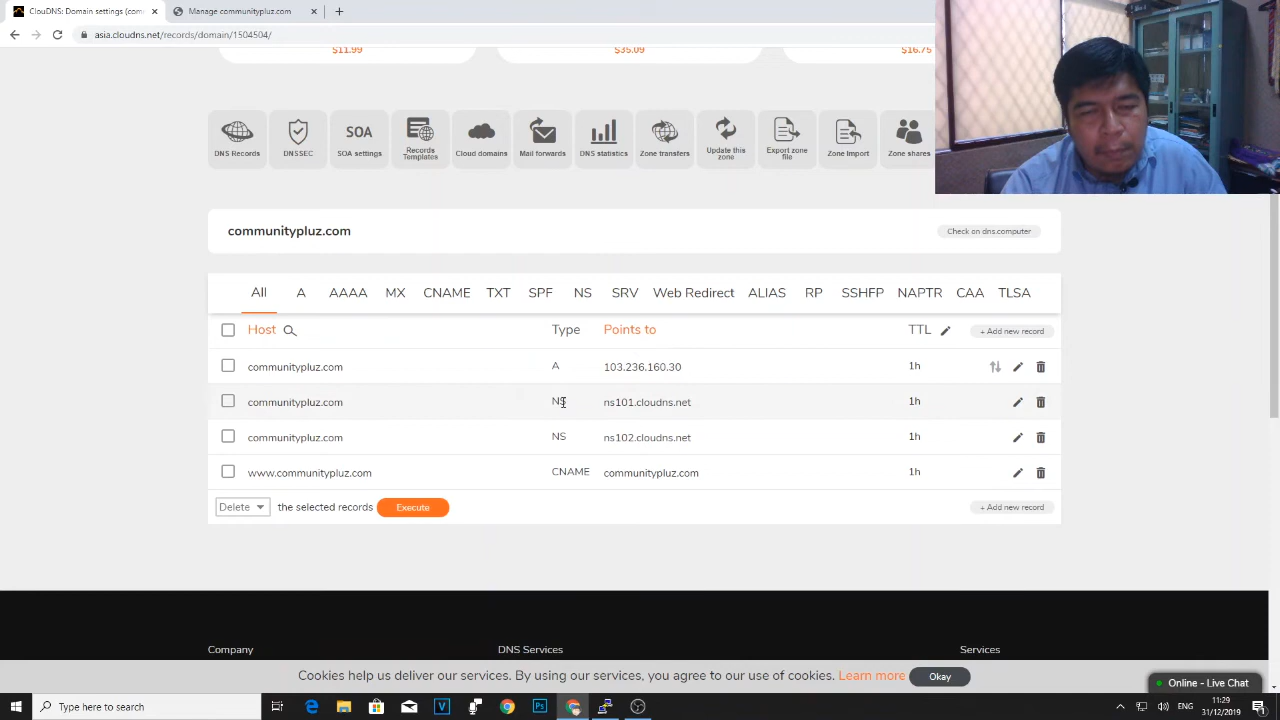 ClouDNS: Domain settings (com
Manage communitypluz.com
asia.cloudns.net/records/domain/1504504/
$11.99 $35.09 $16.75
DNS Records
DNSSEC
SOA
SOA settings
Records Templates
Cloud domains
Mail forwards
DNS statistics
Zone transfers
Update this zone
Export zone file
Zone Import
Zone shares
communitypluz.com
Check on dns.computer
All A AAAA MX CNAME TXT SPF NS SRV Web Redirect ALIAS RP SSHFP NAPTR CAA TLSA
Host Type Points to TTL + Add new record
communitypluz.com A 103.236.160.30 1h
communitypluz.com NS ns101.cloudns.net 1h
communitypluz.com NS ns102.cloudns.net 1h
www.communitypluz.com CNAME communitypluz.com 1h
Delete the selected records Execute + Add new record
Company DNS Services Services
Cookies help us deliver our services. By using our services, you agree to our use of cookies. Learn more Okay
Online - Live Chat
Type here to search
ENG
11:29
31/12/2019